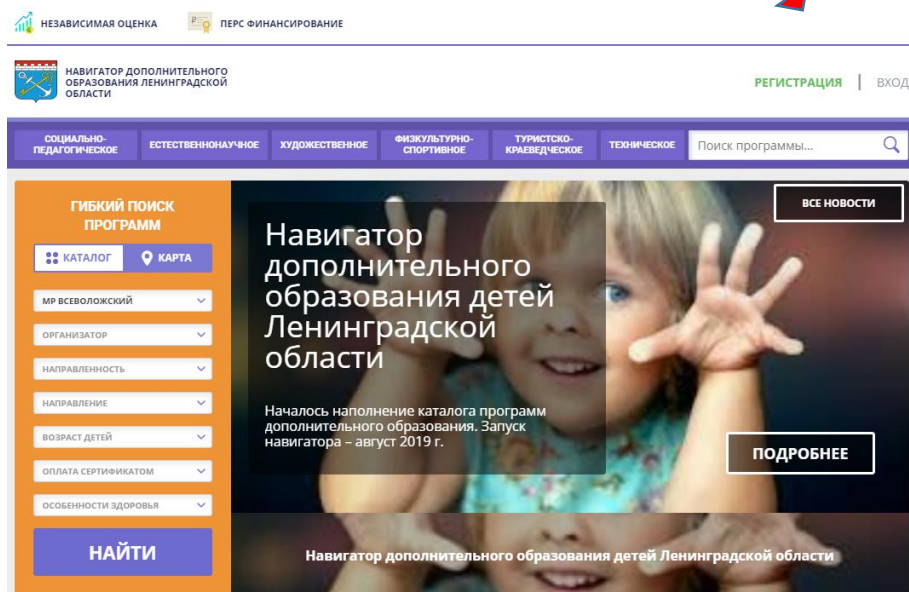 НЕЗАВИСИМАЯ ОЦЕНКА
ПЕРС ФИНАНСИРОВАНИЕ
НАВИГАТОР ДОПОЛНИТЕЛЬНОГО
ОБРАЗОВАНИЯ ЛЕНИНГРАДСКОЙ
ОБЛАСТИ
РЕГИСТРАЦИЯ | ВХОД
СОЦИАЛЬНО-
ПЕДАГОГИЧЕСКОЕ
ЕСТЕСТВЕННОНАУЧНОЕ
ХУДОЖЕСТВЕННОЕ
ФИЗКУЛЬТУРНО-
СПОРТИВНОЕ
ТУРИСТСКО-
КРАЕВЕДЧЕСКОЕ
ТЕХНИЧЕСКОЕ
Поиск программы...
ГИБКИЙ ПОИСК
ПРОГРАММ
КАТАЛОГ
КАРТА
МР ВСЕВОЛОЖСКИЙ
ОРГАНИЗАТОР
НАПРАВЛЕННОСТЬ
НАПРАВЛЕНИЕ
ВОЗРАСТ ДЕТЕЙ
ОПЛАТА СЕРТИФИКАТОМ
ОСОБЕННОСТИ ЗДОРОВЬЯ
НАЙТИ
ВСЕ НОВОСТИ
Навигатор
дополнительного
образования детей
Ленинградской
области
Началось наполнение каталога программ
дополнительного образования. Запуск
навигатора – август 2019 г.
ПОДРОБНЕЕ
Навигатор дополнительного образования детей Ленинградской области